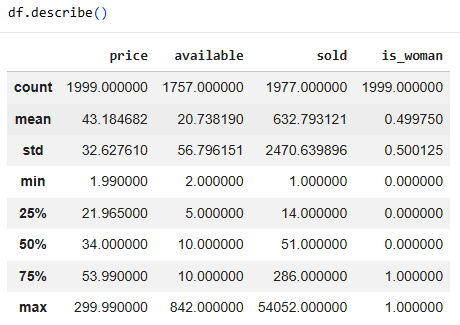 df.describe()
price available sold is_woman
count 1999.000000 1757.000000 1977.000000 1999.000000
mean 43.184682 20.738190 632.793121 0.499750
std 32.627610 56.796151 2470.639896 0.500125
min 1.990000 2.000000 1.000000 0.000000
25% 21.965000 5.000000 14.000000 0.000000
50% 34.000000 10.000000 51.000000 0.000000
75% 53.990000 10.000000 286.000000 1.000000
max 299.990000 842.000000 54052.000000 1.000000